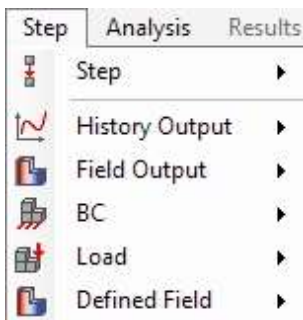 Step Analysis Results
Step
History Output
Field Output
BC
Load
Defined Field